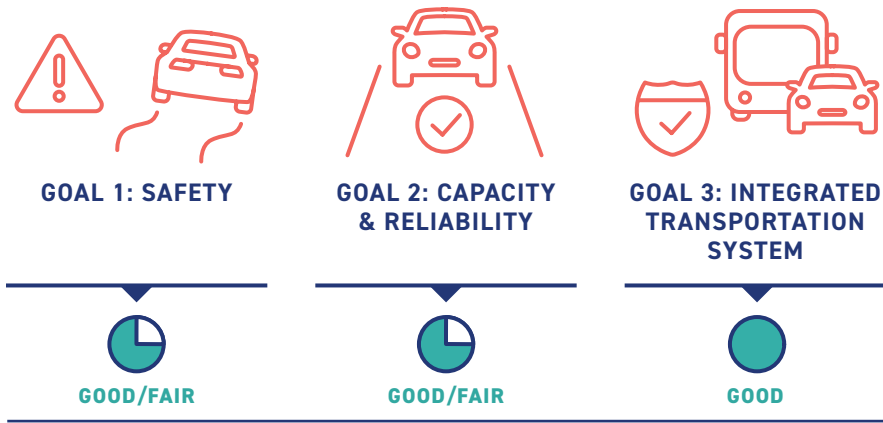 GOAL 1: SAFETY
GOAL 2: CAPACITY
& RELIABILITY
GOAL 3: INTEGRATED
TRANSPORTATION
SYSTEM
GOOD/FAIR
GOOD/FAIR
GOOD